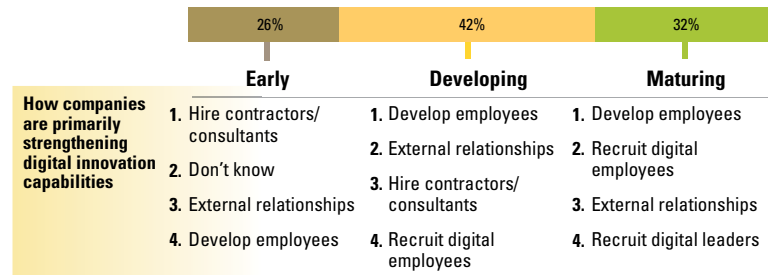 26%
42%
32%
Early
Developing
Maturing
How companies
are primarily
strengthening
digital innovation
capabilities
1. Hire contractors/
consultants
2. Don't know
3. External relationships
4. Develop employees
1. Develop employees
2. External relationships
3. Hire contractors/
consultants
4. Recruit digital
employees
1. Develop employees
2. Recruit digital
employees
3. External relationships
4. Recruit digital leaders